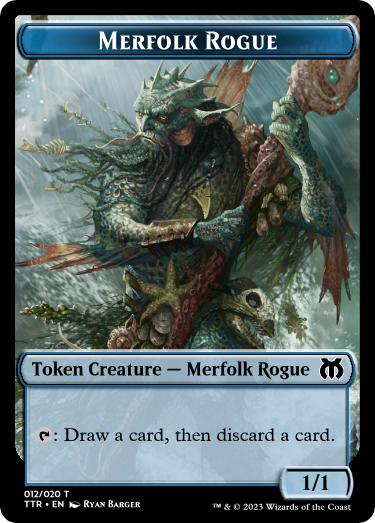 Merfolk Rogue
Token Creature — Merfolk Rogue
: Draw a card, then discard a card.
1/1
012/020 T
TTR • EN Ryan Barger
™ & © 2023 Wizards of the Coast